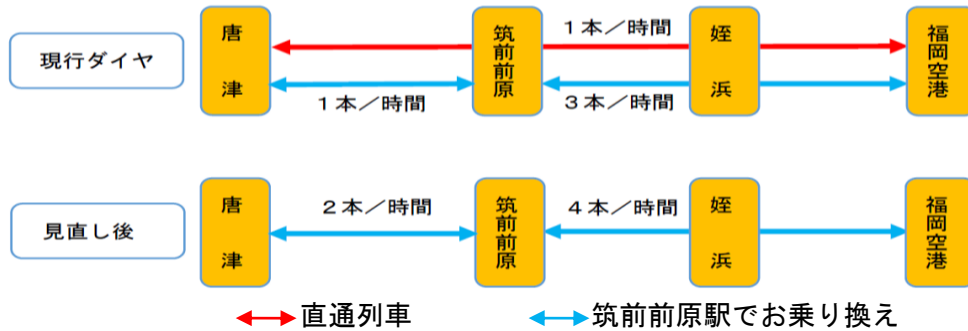 現行ダイヤ
唐津
筑前前原
姪浜
福岡空港
1本／時間
1本／時間
3本／時間
見直し後
唐津
筑前前原
姪浜
福岡空港
2本／時間
4本／時間
直通列車
筑前前原駅でお乗り換え